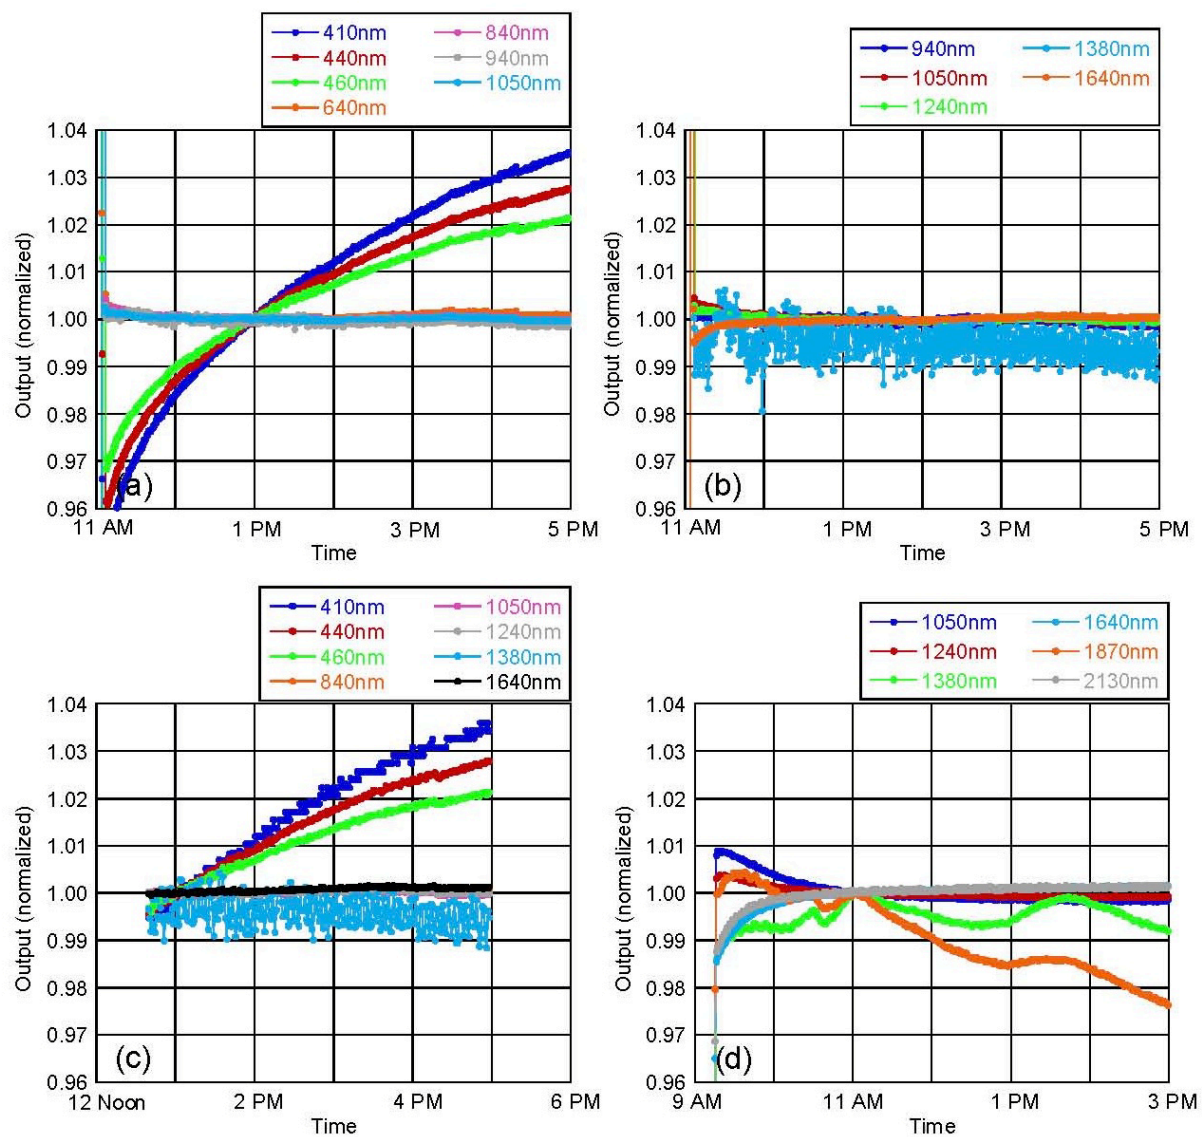 410nm 840nm
440nm 940nm
460nm 1050nm
640nm
1.04
1.03
1.02
1.01
1.00
0.99
0.98
0.97
0.96
Output (normalized)
(a)
11 AM 1 PM 3 PM 5 PM
Time
940nm 1380nm
1050nm 1640nm
1240nm
1.04
1.03
1.02
1.01
1.00
0.99
0.98
0.97
0.96
Output (normalized)
(b)
11 AM 1 PM 3 PM 5 PM
Time
410nm 1050nm
440nm 1240nm
460nm 1380nm
840nm 1640nm
1.04
1.03
1.02
1.01
1.00
0.99
0.98
0.97
0.96
Output (normalized)
(c)
12 Noon 2 PM 4 PM 6 PM
Time
1050nm 1640nm
1240nm 1870nm
1380nm 2130nm
1.04
1.03
1.02
1.01
1.00
0.99
0.98
0.97
0.96
Output (normalized)
(d)
9 AM 11 AM 1 PM 3 PM
Time